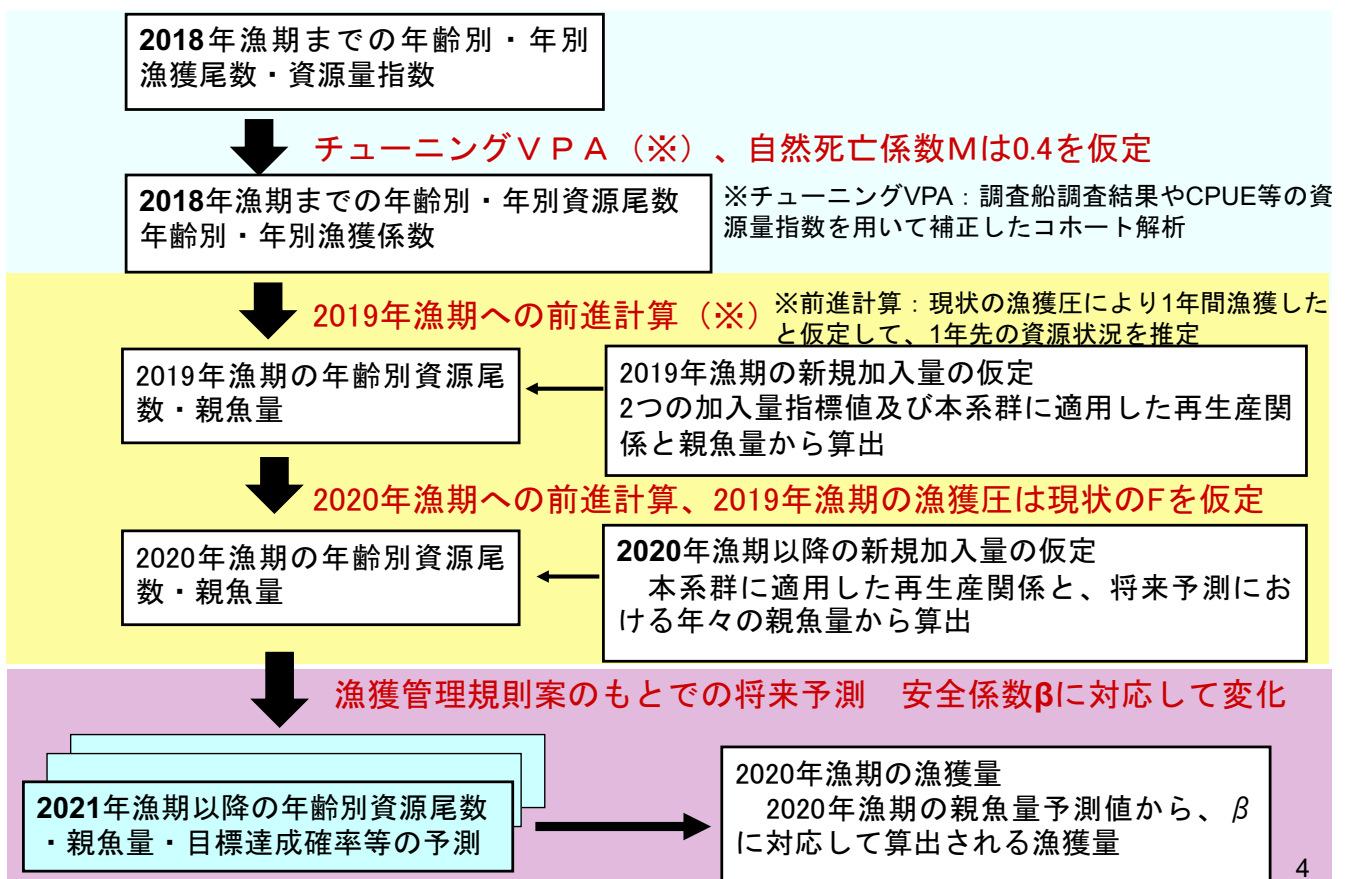 2018年漁期までの年齢別・年別
漁獲尾数・資源量指数
チューニングＶＰＡ（※）、自然死亡係数Mは0.4を仮定
2018年漁期までの年齢別・年別資源尾数
年齢別・年別漁獲係数
※チューニングVPA：調査船調査結果やCPUE等の資
源量指数を用いて補正したコホート解析
2019年漁期への前進計算（※）
※前進計算：現状の漁獲圧により1年間漁獲した
と仮定して、1年先の資源状況を推定
2019年漁期の年齢別資源尾
数・親魚量
2019年漁期の新規加入量の仮定
2つの加入量指標値及び本系群に適用した再生産関
係と親魚量から算出
2020年漁期への前進計算、2019年漁期の漁獲圧は現状のFを仮定
2020年漁期の年齢別資源尾
数・親魚量
2020年漁期以降の新規加入量の仮定
本系群に適用した再生産関係と、将来予測にお
ける年々の親魚量から算出
漁獲管理規則案のもとでの将来予測　安全係数βに対応して変化
2021年漁期以降の年齢別資源尾数
・親魚量・目標達成確率等の予測
2020年漁期の漁獲量
2020年漁期の親魚量予測値から、β
に対応して算出される漁獲量
4